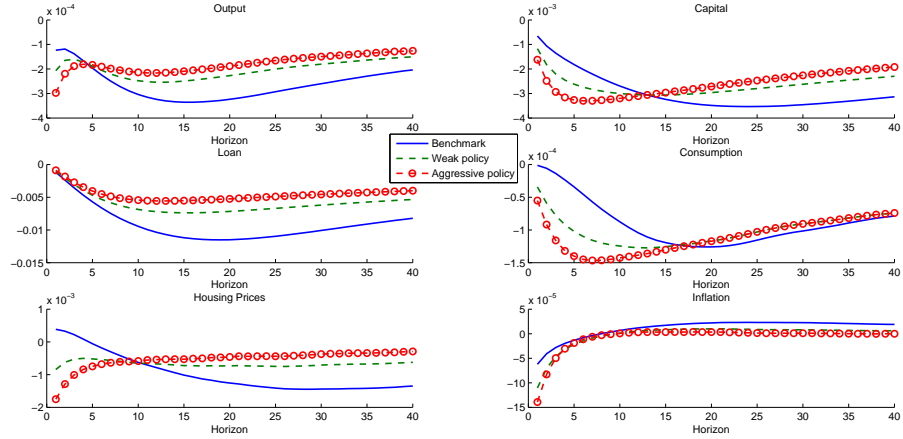 Output
x 10^-4
0
-1
-2
-3
-4
0 5 10 15 20 25 30 35 40
Horizon
Capital
x 10^-3
0
-1
-2
-3
-4
0 5 10 15 20 25 30 35 40
Horizon
Benchmark
Weak policy
Aggressive policy
Loan
0
-0.005
-0.01
-0.015
0 5 10 15 20 25 30 35 40
Consumption
x 10^-4
0
-0.5
-1
-1.5
0 5 10 15 20 25 30 35 40
Housing Prices
x 10^-3
1
0
-1
-2
0 5 10 15 20 25 30 35 40
Horizon
Inflation
x 10^-5
5
0
-5
-10
-15
0 5 10 15 20 25 30 35 40
Horizon